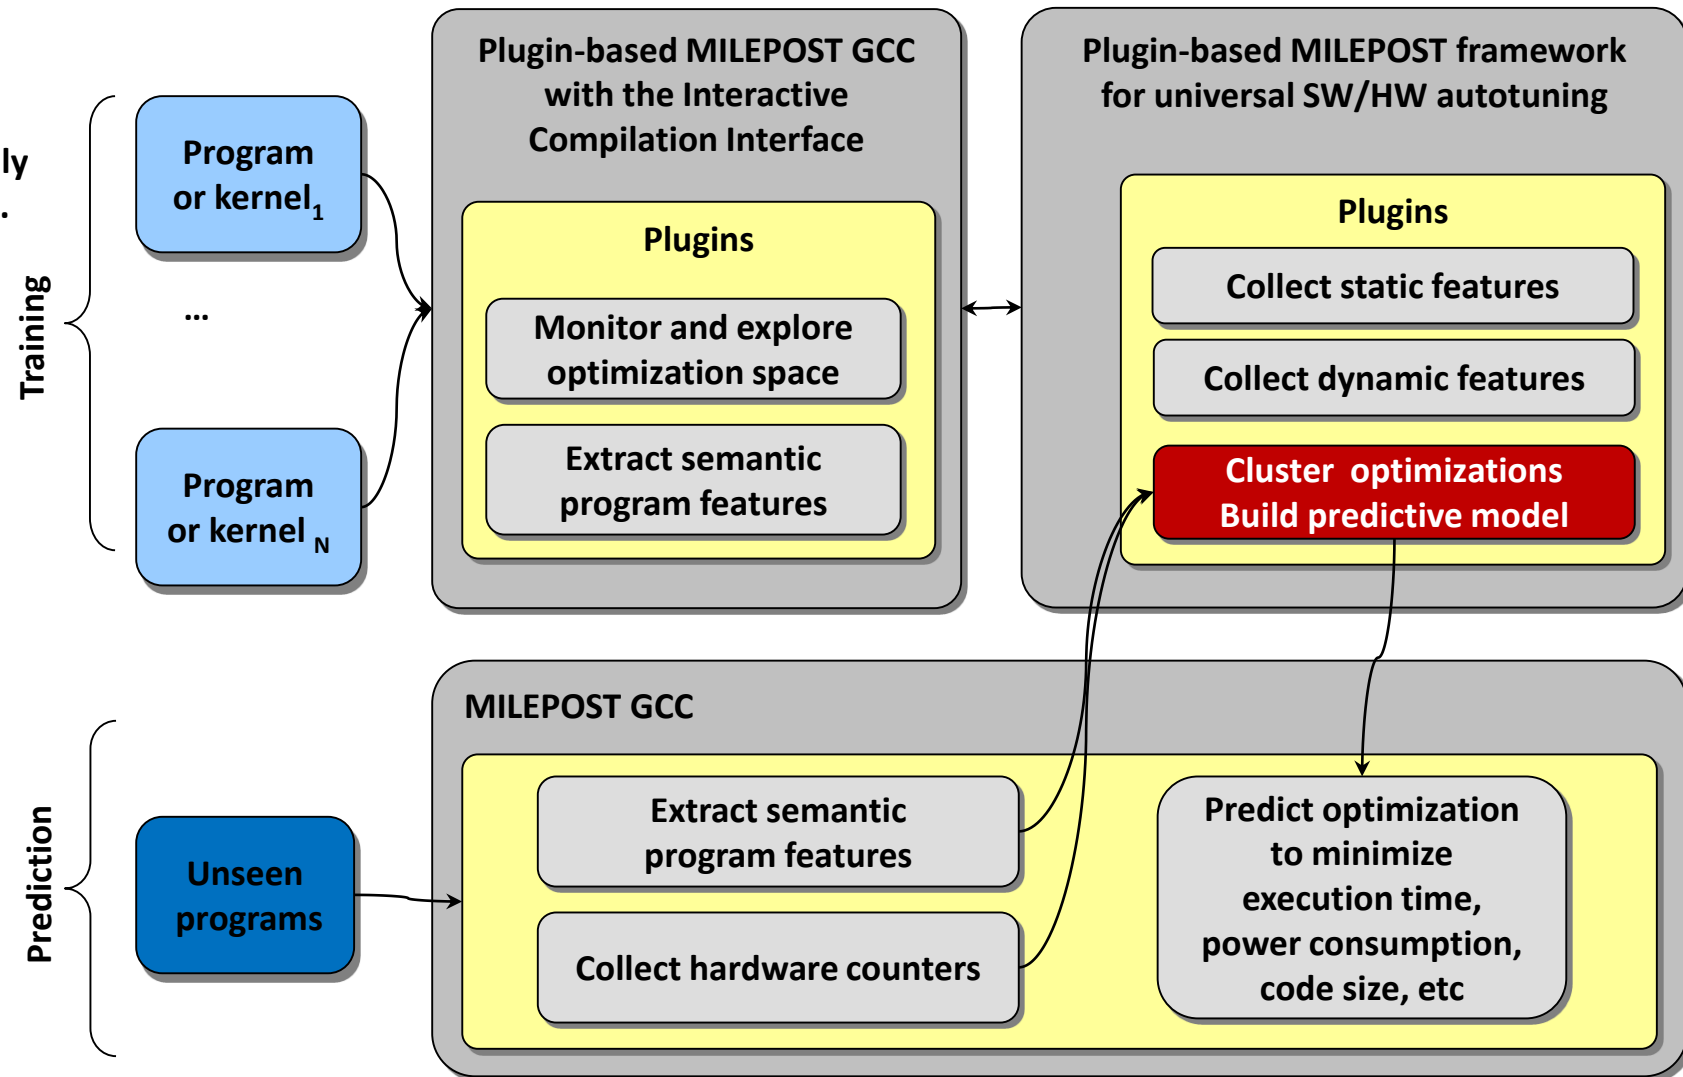 ly
.
Training
Program
or kernel1
...
Program
or kernel N
Plugin-based MILEPOST GCC
with the Interactive
Compilation Interface
Plugins
Monitor and explore
optimization space
Extract semantic
program features
Plugin-based MILEPOST framework
for universal SW/HW autotuning
Plugins
Collect static features
Collect dynamic features
Cluster optimizations
Build predictive model
Prediction
Unseen
programs
MILEPOST GCC
Extract semantic
program features
Collect hardware counters
Predict optimization
to minimize
execution time,
power consumption,
code size, etc